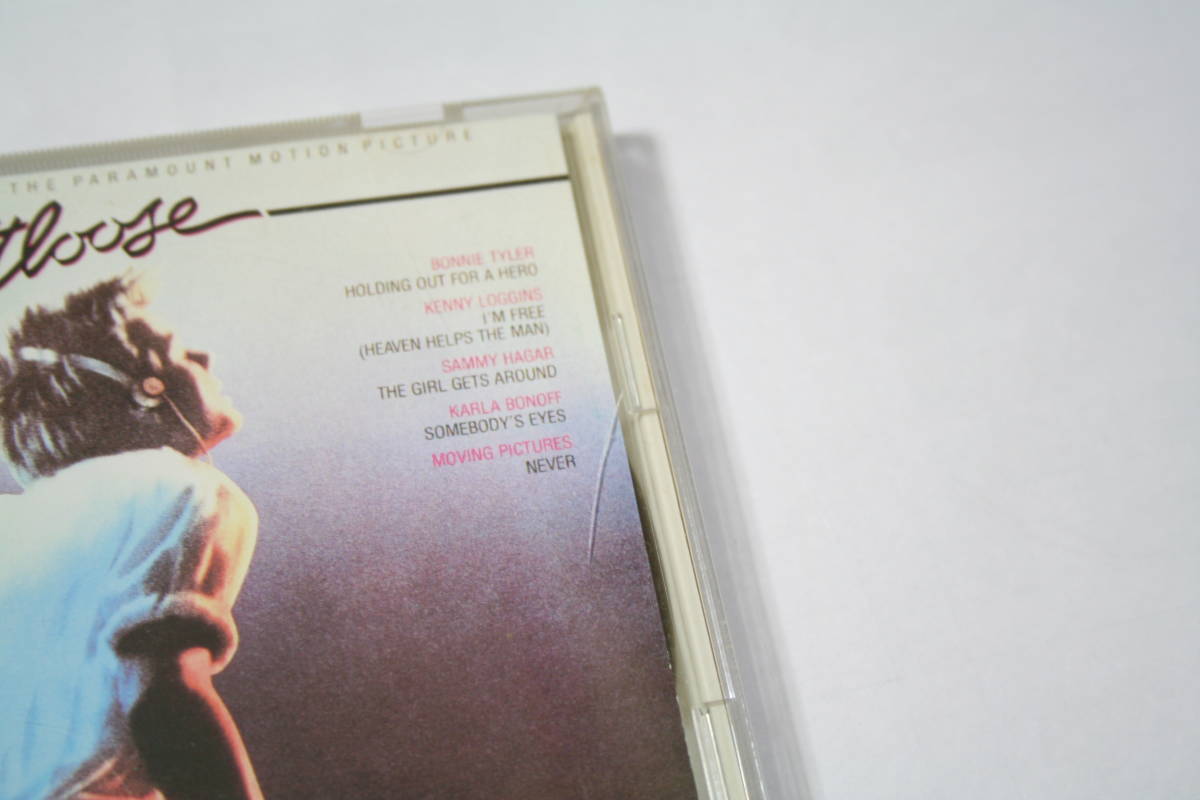 THE PARAMOUNT MOTION PICTURE
tloose
BONNIE TYLER
HOLDING OUT FOR A HERO
KENNY LOGGINS
I'M FREE
(HEAVEN HELPS THE MAN)
SAMMY HAGAR
THE GIRL GETS AROUND
KARLA BONOFF
SOMEBODY'S EYES
MOVING PICTURES
NEVER